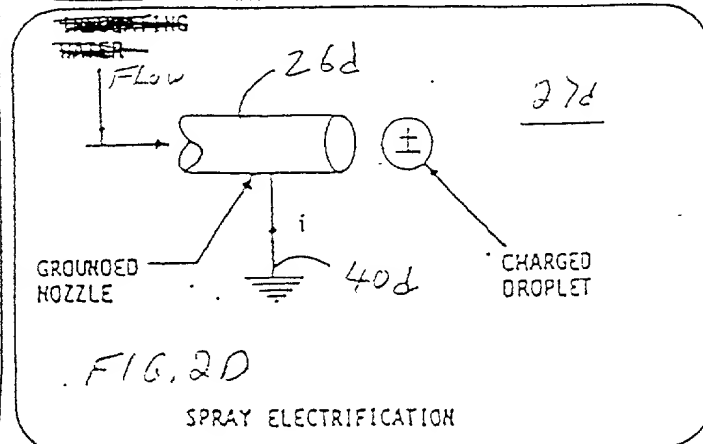 FLow
26d
27d
±
i
GROUNDED
NOZZLE
40d
CHARGED
DROPLET
FIG. 2D
SPRAY ELECTRIFICATION